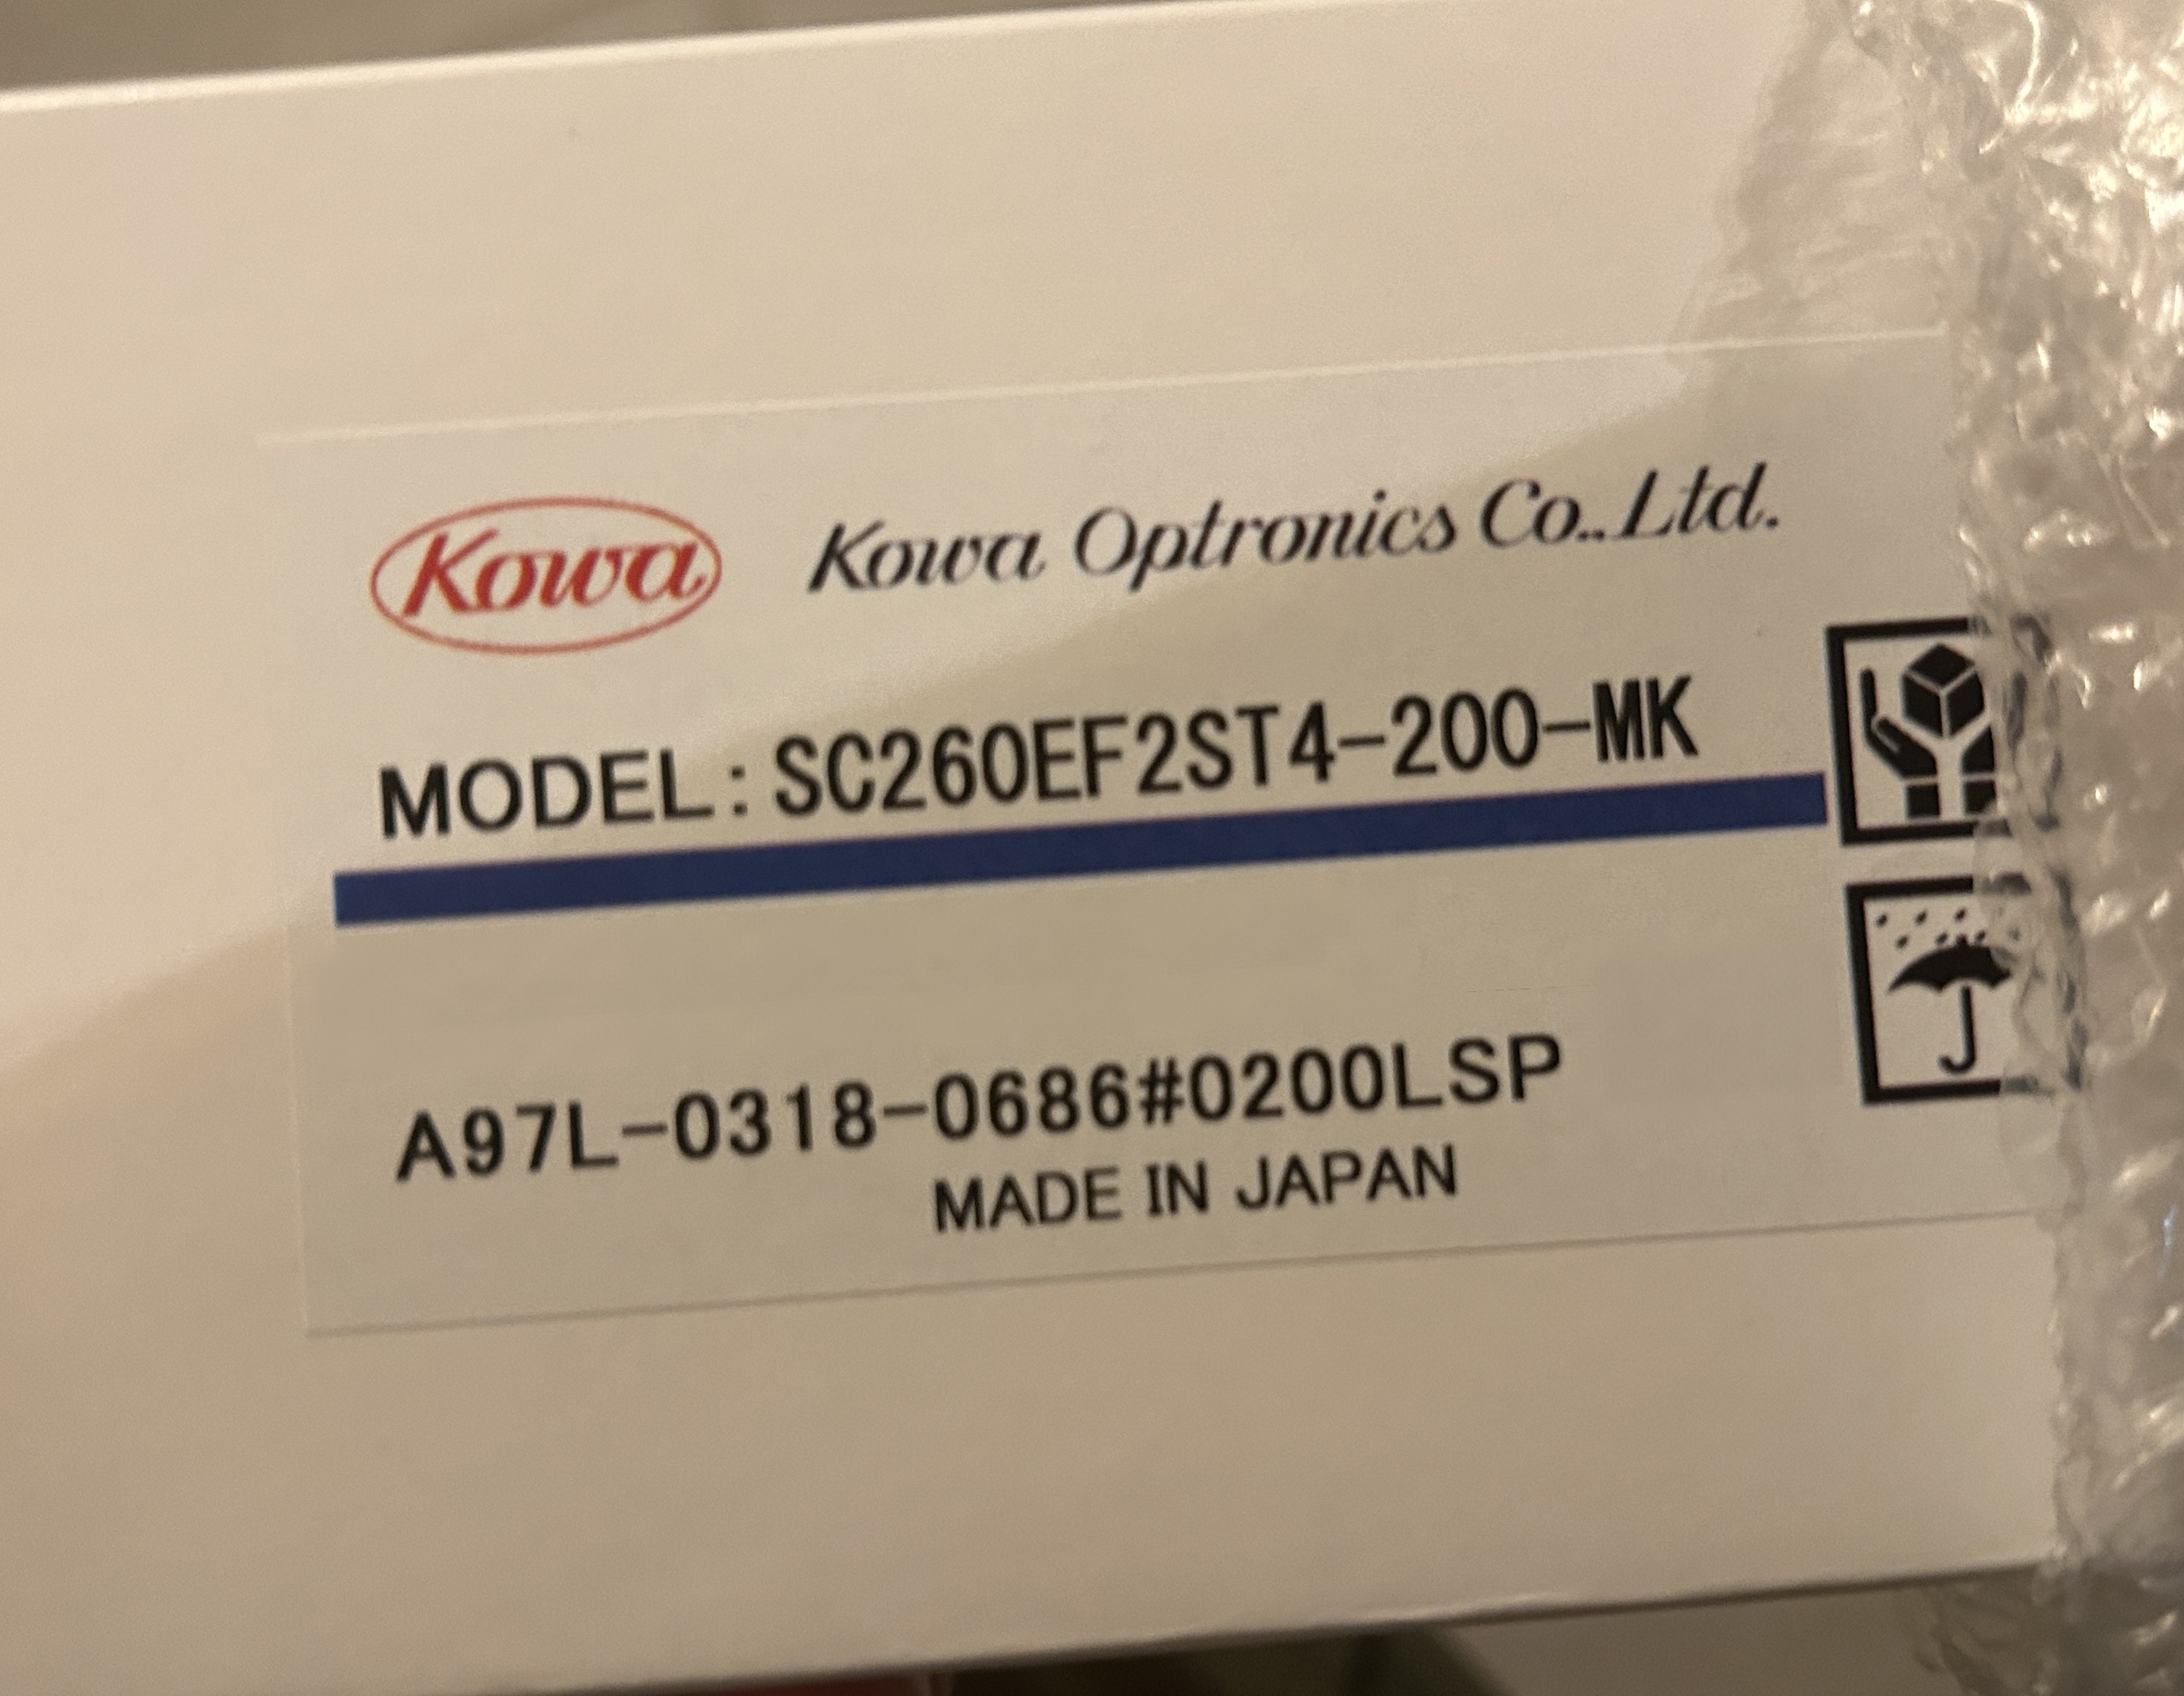 Kowa Kowa Optronics Co.,Ltd.
MODEL: SC260EF2ST4-200-MK
A97L-0318-0686#0200LSP
MADE IN JAPAN